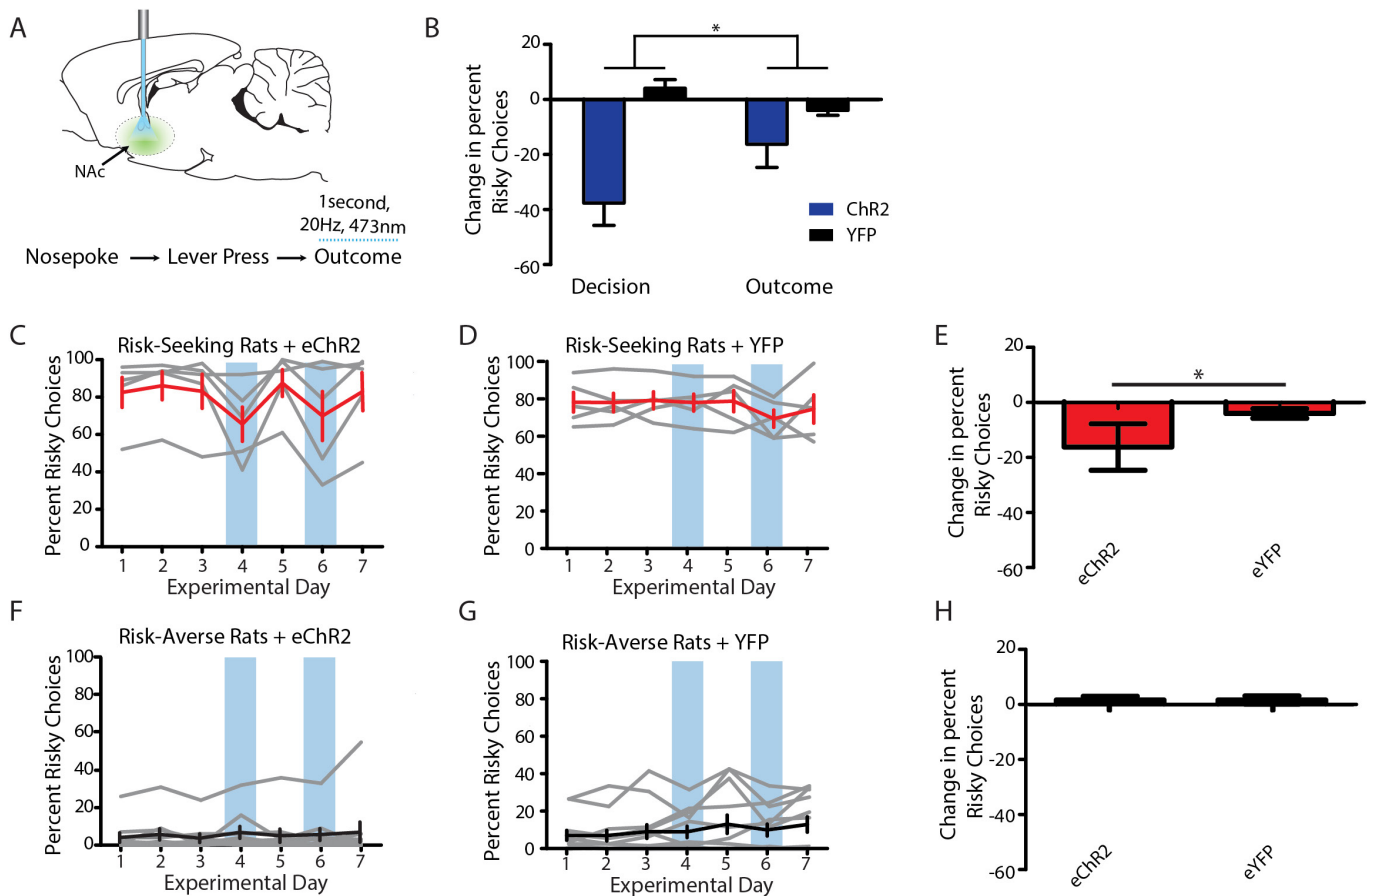 A
NAc
1second,
20Hz, 473nm
Nosepoke
Lever Press
Outcome
B
Change in percent
Risky Choices
20
0
-20
-40
-60
*
ChR2
YFP
Decision
Outcome
C
Risk-Seeking Rats + eChR2
Percent Risky Choices
100
80
60
40
20
0
1 2 3 4 5 6 7
Experimental Day
D
Risk-Seeking Rats + YFP
Percent Risky Choices
100
80
60
40
20
0
1 2 3 4 5 6 7
Experimental Day
E
Change in percent
Risky Choices
20
0
-20
-40
-60
*
eChR2
eYFP
F
Risk-Averse Rats + eChR2
Percent Risky Choices
100
80
60
40
20
0
1 2 3 4 5 6 7
Experimental Day
G
Risk-Averse Rats + YFP
Percent Risky Choices
100
80
60
40
20
0
1 2 3 4 5 6 7
Experimental Day
H
Change in percent
Risky Choices
20
0
-20
-40
-60
eChR2
eYFP